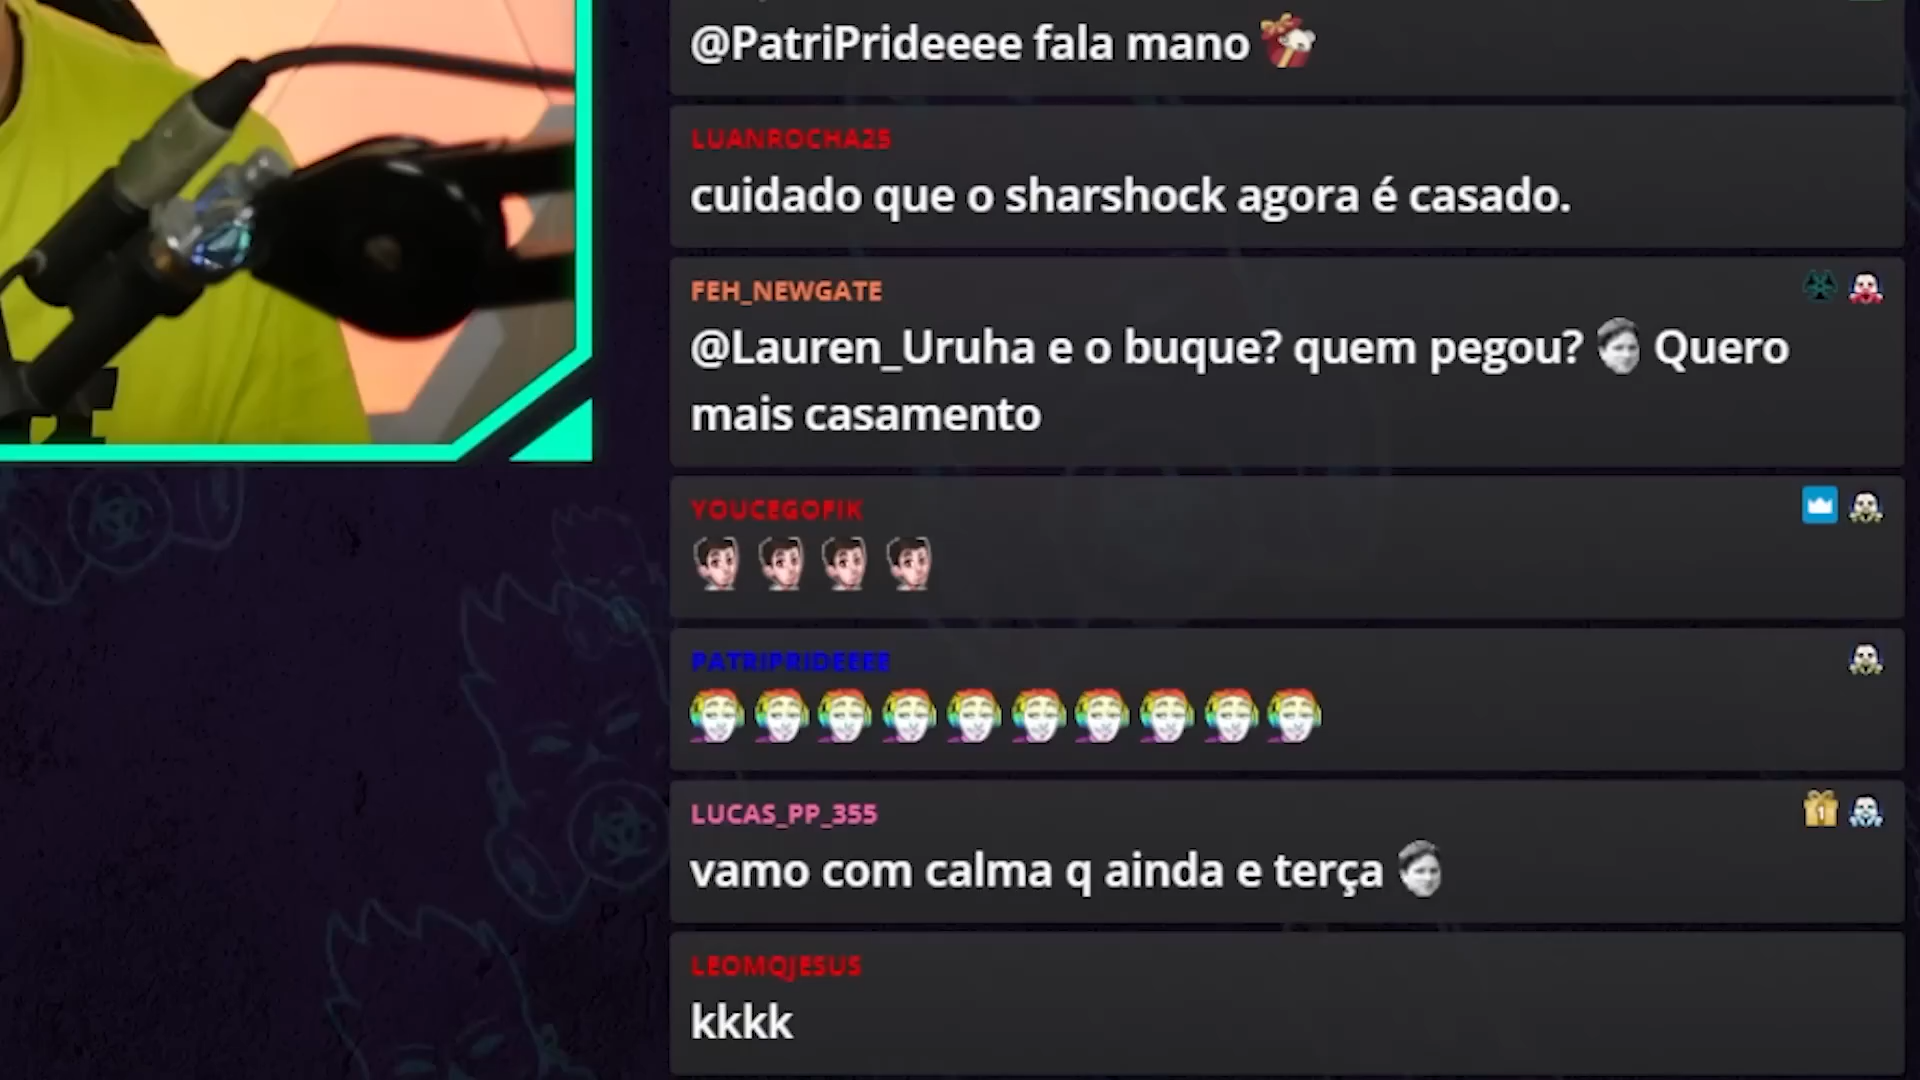 @PatriPrideeee fala mano
LUANROCHA25
cuidado que o sharshock agora é casado.
FEH_NEWGATE
@Lauren_Uruha e o buque? quem pegou? Quero
mais casamento
YOUCEGOFIK
PATRIPRIDEEEE
LUCAS_PP_355
vamo com calma q ainda e terça
1
LEOMQJESUS
kkkk